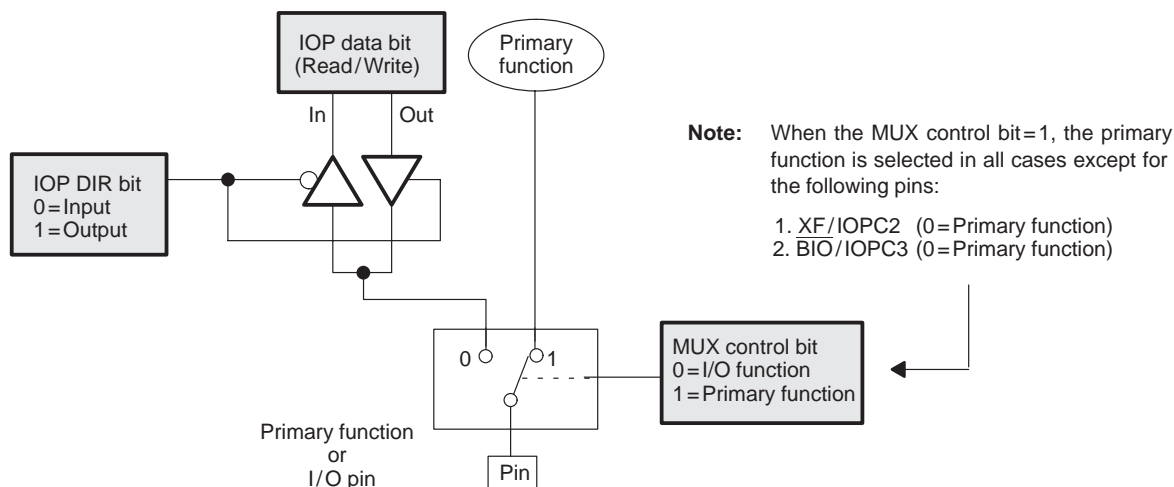 IOP data bit
(Read/Write)
Primary
function
In
Out
Note: When the MUX control bit=1, the primary
function is selected in all cases except for
the following pins:
1. XF/IOPC2 (0=Primary function)
2. B̅I̅O̅/IOPC3 (0=Primary function)
IOP DIR bit
0=Input
1=Output
0
1
MUX control bit
0=I/O function
1=Primary function
Primary function
or
I/O pin
Pin